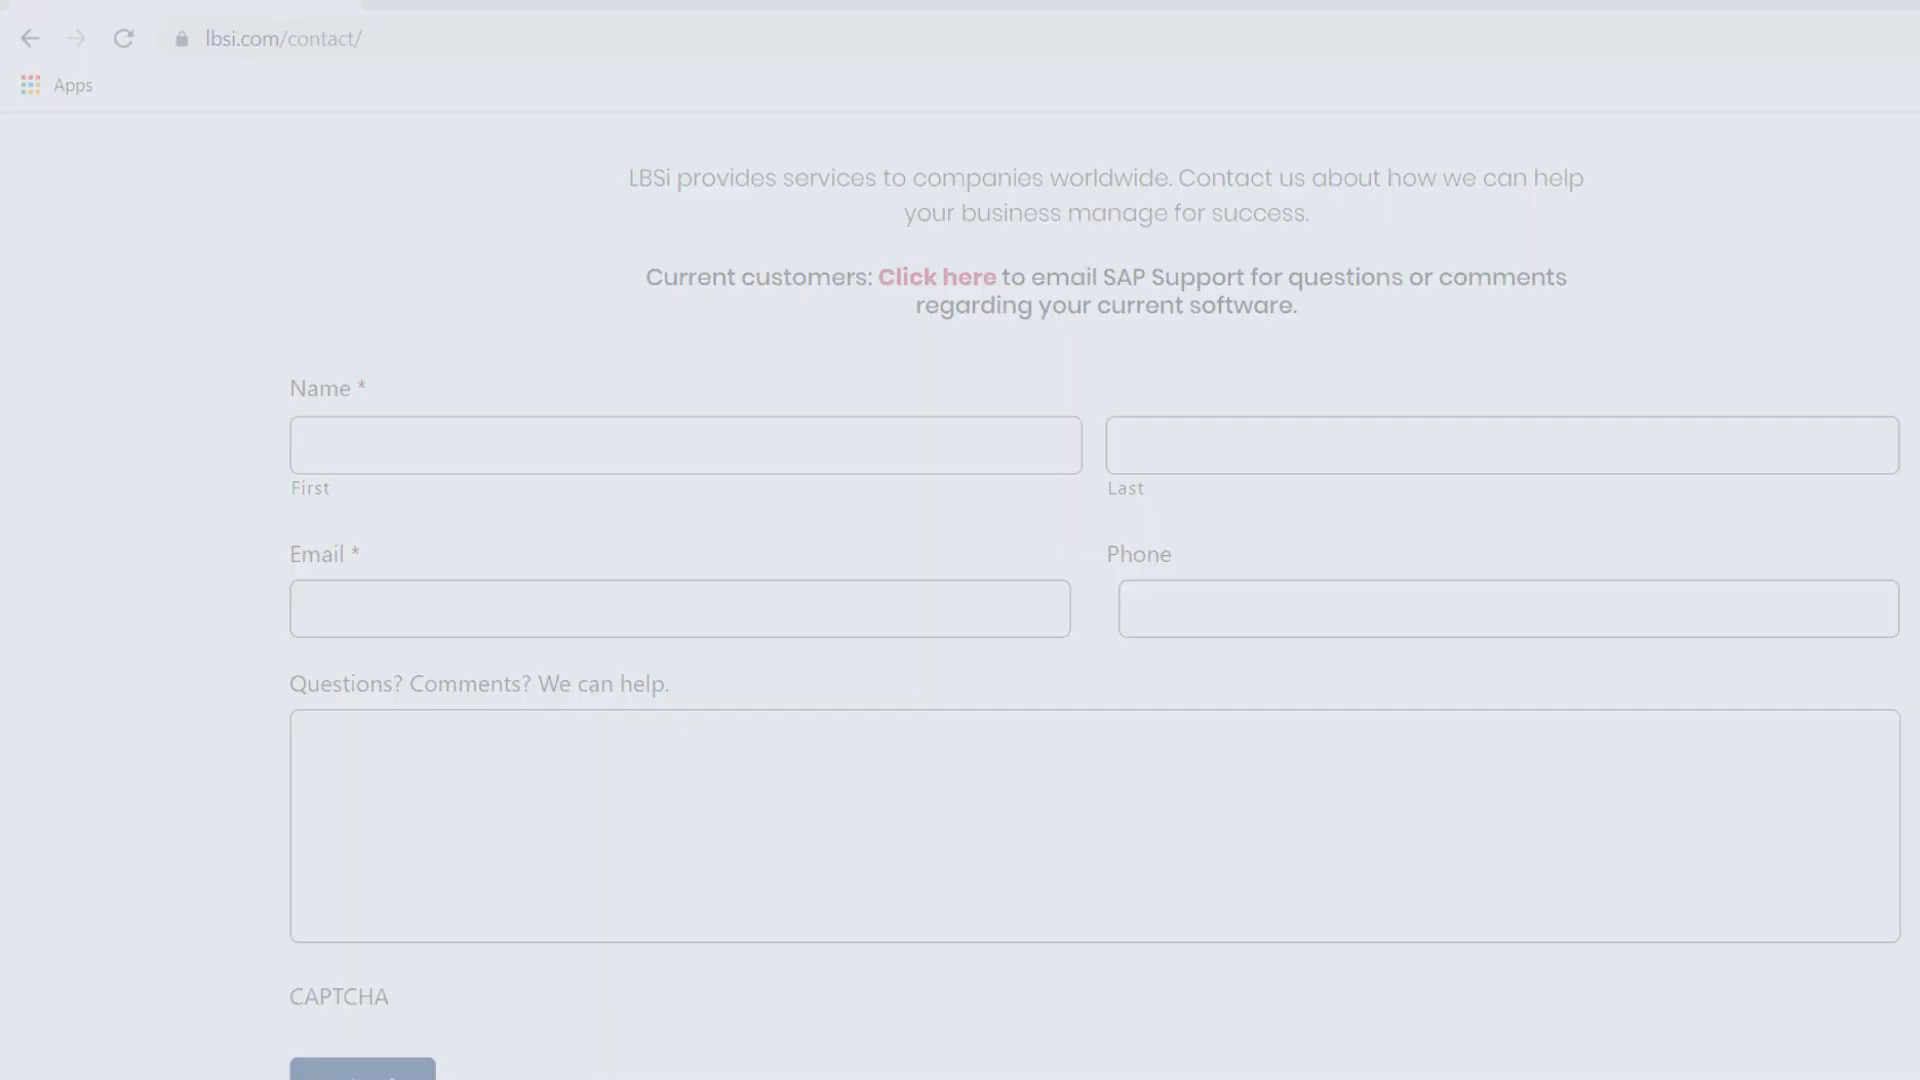 lbsi.com/contact/
Apps
LBSi provides services to companies worldwide. Contact us about how we can help
your business manage for success.
Current customers: Click here to email SAP Support for questions or comments
regarding your current software.
Name *
First
Last
Email *
Phone
Questions? Comments? We can help.
CAPTCHA